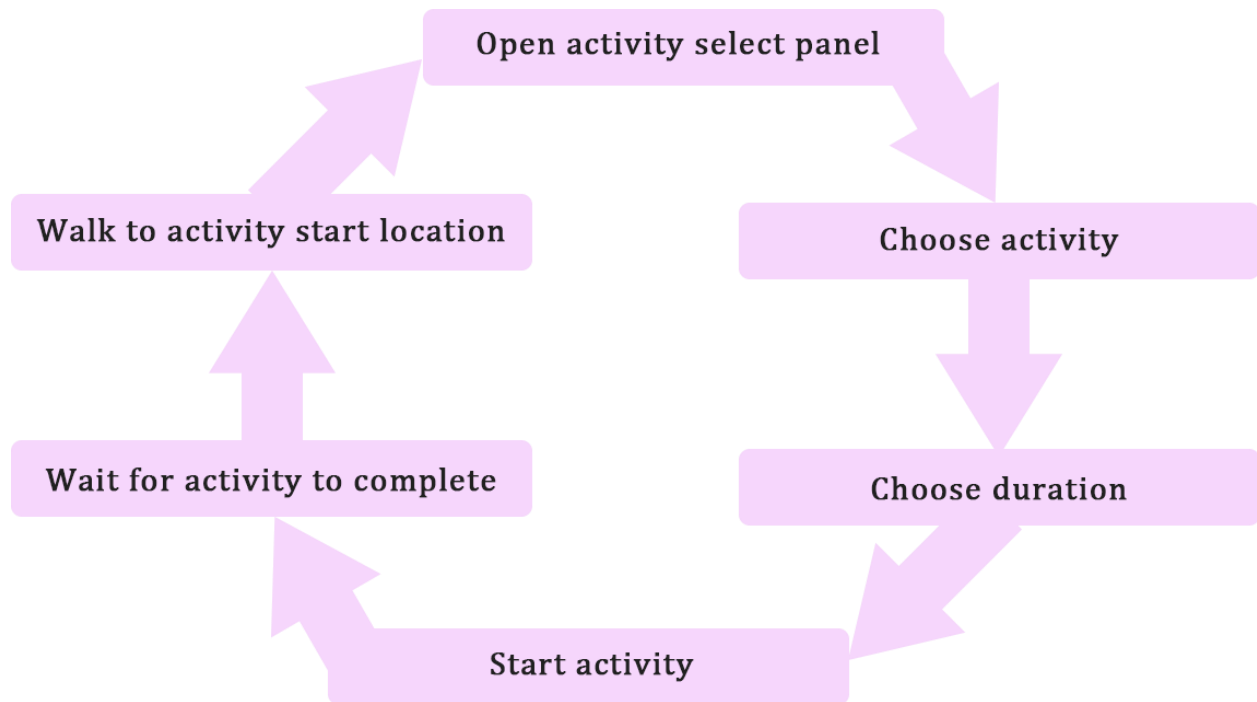 Open activity select panel
Choose activity
Choose duration
Start activity
Wait for activity to complete
Walk to activity start location